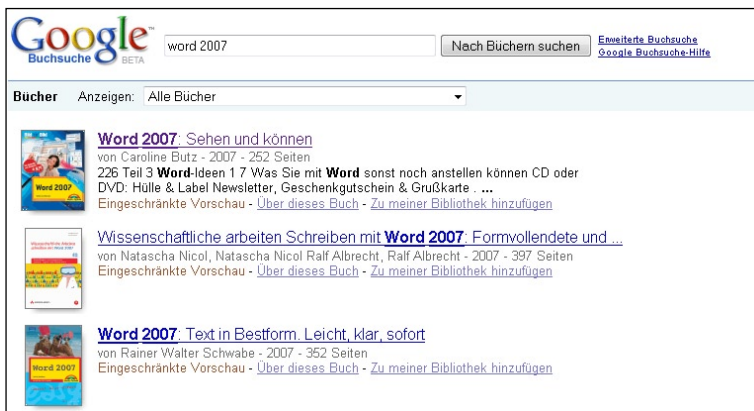 Google™
Buchsuche BETA
word 2007
Nach Büchern suchen
Erweiterte Buchsuche
Google Buchsuche-Hilfe
Bücher Anzeigen: Alle Bücher
Word 2007: Sehen und können
von Caroline Butz - 2007 - 252 Seiten
226 Teil 3 Word-Ideen 1 7 Was Sie mit Word sonst noch anstellen können CD oder
DVD: Hülle & Label Newsletter, Geschenkgutschein & Grußkarte . ...
Eingeschränkte Vorschau - Über dieses Buch - Zu meiner Bibliothek hinzufügen
Word 2007
Wissenschaftliche arbeiten Schreiben mit Word 2007: Formvollendete und ...
von Natascha Nicol, Natascha Nicol Ralf Albrecht, Ralf Albrecht - 2007 - 397 Seiten
Eingeschränkte Vorschau - Über dieses Buch - Zu meiner Bibliothek hinzufügen
Word 2007: Text in Bestform. Leicht, klar, sofort
von Rainer Walter Schwabe - 2007 - 352 Seiten
Eingeschränkte Vorschau - Über dieses Buch - Zu meiner Bibliothek hinzufügen
Word 2007